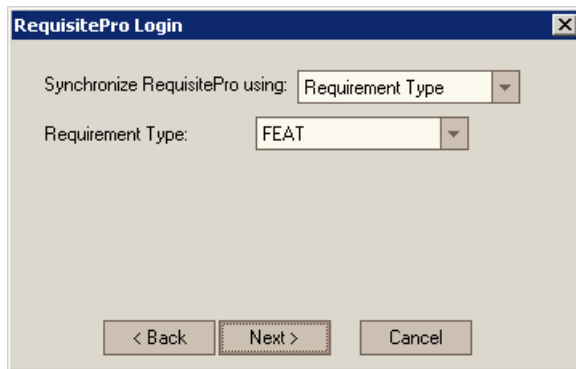 RequisitePro Login
Synchronize RequisitePro using: Requirement Type
Requirement Type: FEAT
< Back Next > Cancel